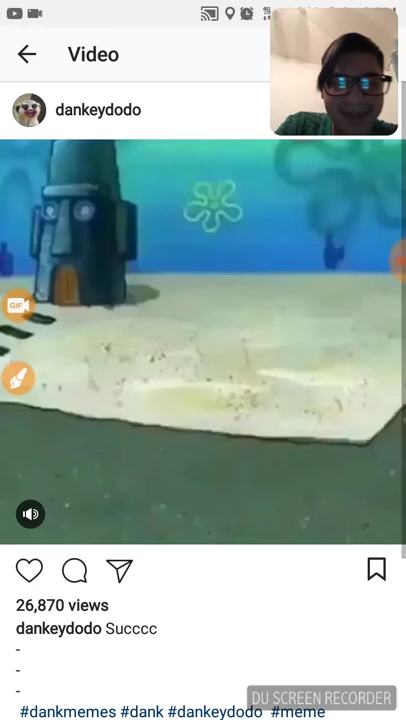 Video
dankeydodo
GIF
26,870 views
dankeydodo Succcc
-
-
-
#dankmemes #dank #dankeydodo #meme
DU SCREEN RECORDER